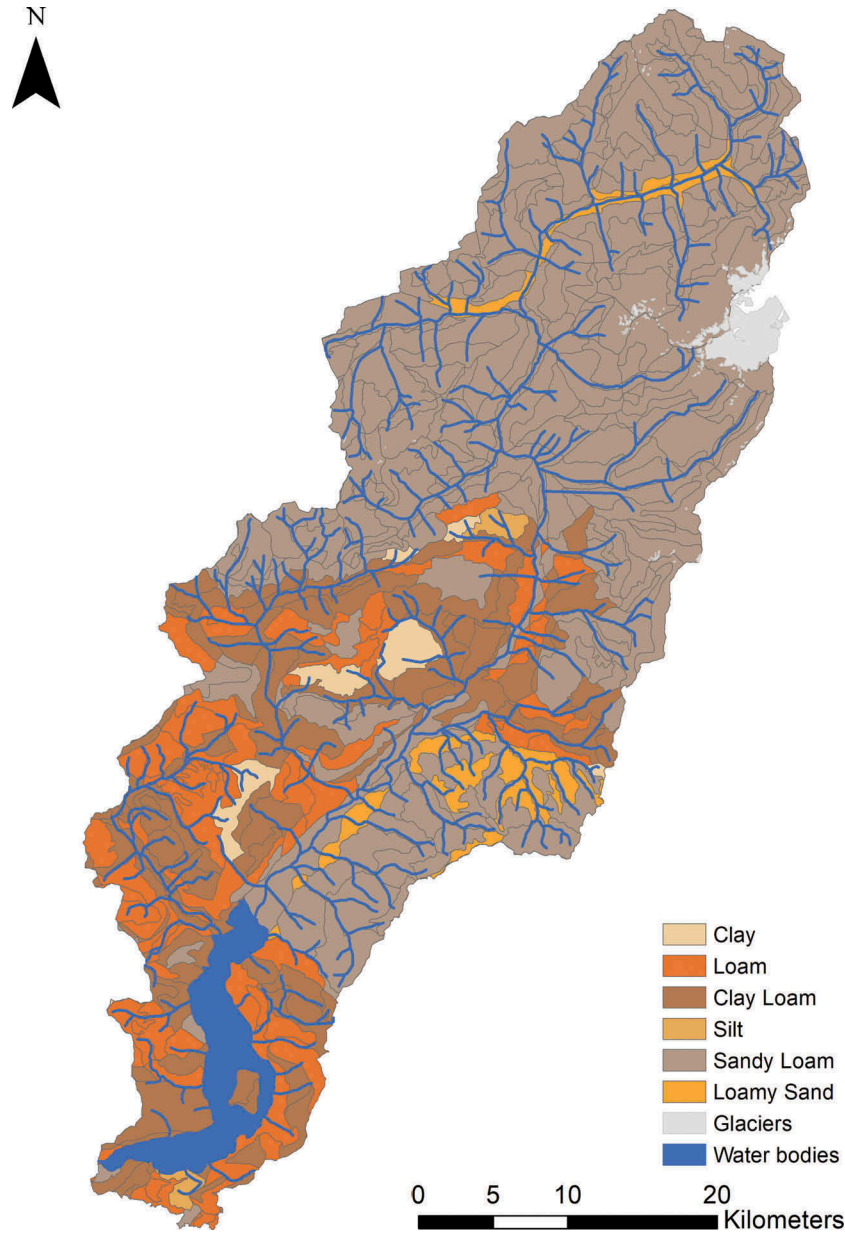 N
Clay
Loam
Clay Loam
Silt
Sandy Loam
Loamy Sand
Glaciers
Water bodies
0 5 10 20
Kilometers